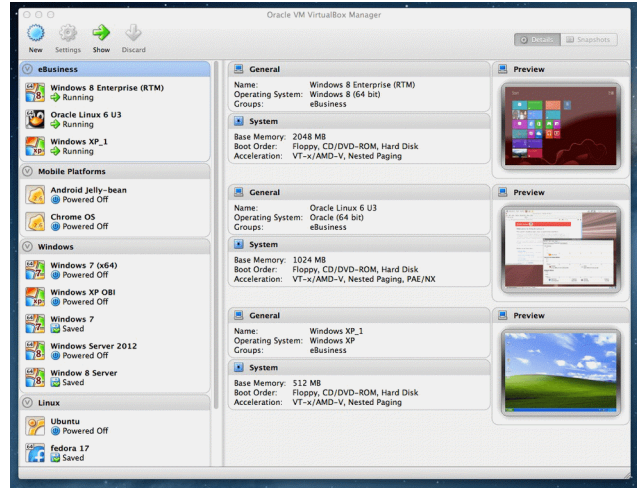 Oracle VM VirtualBox Manager
New Settings Show Discard
Details Snapshots
eBusiness
Windows 8 Enterprise (RTM)
Running
Oracle Linux 6 U3
Running
Windows XP_1
Running
Mobile Platforms
Android Jelly-bean
Powered Off
Chrome OS
Powered Off
Windows
Windows 7 (x64)
Powered Off
Windows XP OBI
Powered Off
Windows 7
Saved
Windows Server 2012
Powered Off
Window 8 Server
Saved
Linux
Ubuntu
Powered Off
fedora 17
Saved
General
Name: Windows 8 Enterprise (RTM)
Operating System: Windows 8 (64 bit)
Groups: eBusiness
System
Base Memory: 2048 MB
Boot Order: Floppy, CD/DVD-ROM, Hard Disk
Acceleration: VT-x/AMD-V, Nested Paging
Preview
General
Name: Oracle Linux 6 U3
Operating System: Oracle (64 bit)
Groups: eBusiness
System
Base Memory: 1024 MB
Boot Order: Floppy, CD/DVD-ROM, Hard Disk
Acceleration: VT-x/AMD-V, Nested Paging, PAE/NX
Preview
General
Name: Windows XP_1
Operating System: Windows XP
Groups: eBusiness
System
Base Memory: 512 MB
Boot Order: Floppy, CD/DVD-ROM, Hard Disk
Acceleration: VT-x/AMD-V, Nested Paging
Preview